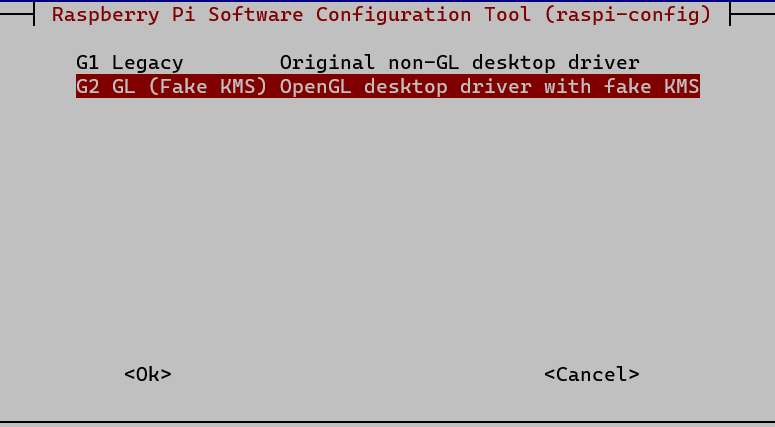 Raspberry Pi Software Configuration Tool (raspi-config)
G1 Legacy Original non-GL desktop driver
G2 GL (Fake KMS) OpenGL desktop driver with fake KMS
<Ok> <Cancel>